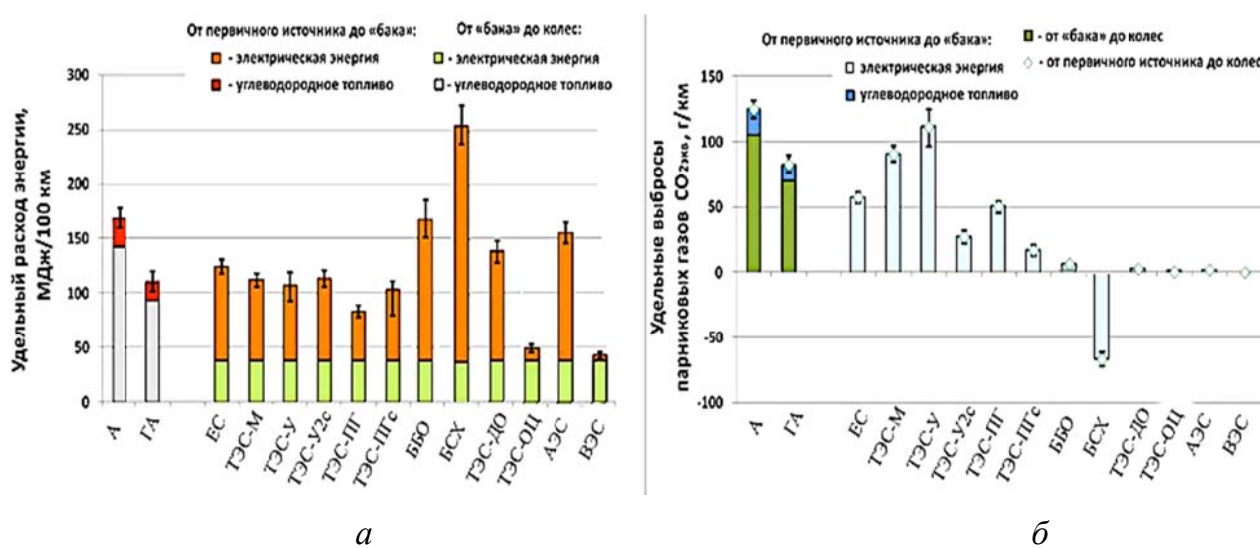 От первичного источника до «бака»:
- электрическая энергия
- углеводородное топливо
От «бака» до колес:
- электрическая энергия
- углеводородное топливо
Удельный расход энергии,
МДж/100 км
300
250
200
150
100
50
0
А
ГА
ЕС
ТЭС-М
ТЭС-У
ТЭС-У2с
ТЭС-ПГ
ТЭС-ПГс
ББО
БСХ
ТЭС-ДО
ТЭС-ОЦ
АЭС
ВЭС
а
От первичного источника до «бака»:
электрическая энергия
углеводородное топливо
- от «бака» до колес
- от первичного источника до колес
Удельные выбросы
парниковых газов CO2экв, г/км
150
100
50
0
-50
-100
А
ГА
ЕС
ТЭС-М
ТЭС-У
ТЭС-У2с
ТЭС-ПГ
ТЭС-ПГс
ББО
БСХ
ТЭС-ДО
ТЭС-ОЦ
АЭС
ВЭС
б